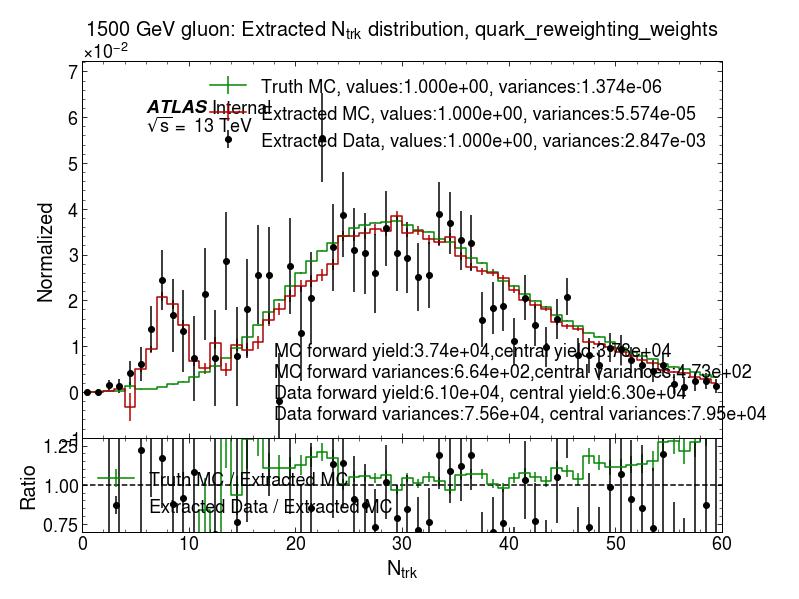 1500 GeV gluon: Extracted Ntrk distribution, quark_reweighting_weights
×10−2
Truth MC, values:1.000e+00, variances:1.374e-06
ATLAS Internal
Extracted MC, values:1.000e+00, variances:5.574e-05
√s = 13 TeV
Extracted Data, values:1.000e+00, variances:2.847e-03
7
6
5
4
3
2
1
0
−1
Normalized
MC forward yield:3.74e+04,central yield:3.78e+04
MC forward variances:6.64e+02,central variances:4.73e+02
Data forward yield:6.10e+04, central yield:6.30e+04
Data forward variances:7.56e+04, central variances:7.95e+04
1.25
1.00
0.75
Ratio
Truth MC / Extracted MC
Extracted Data / Extracted MC
0 10 20 30 40 50 60
Ntrk